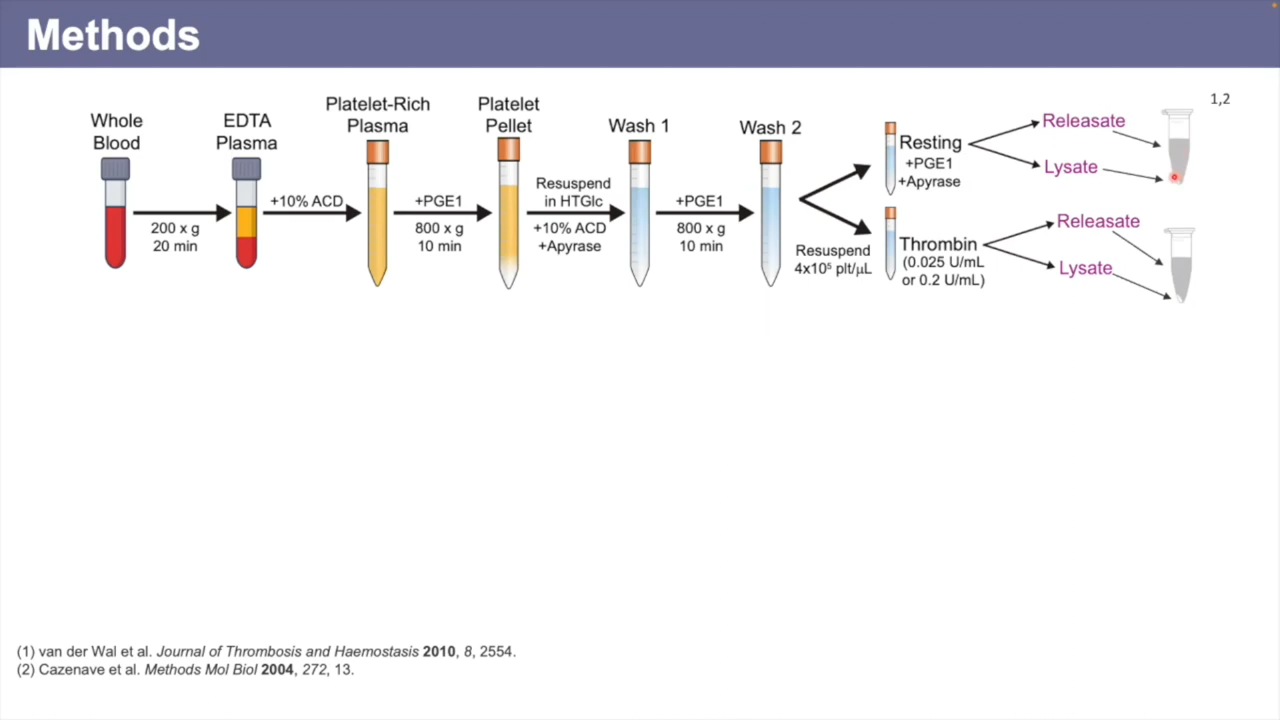 Methods
1,2
Whole
Blood
200 x g
20 min
EDTA
Plasma
+10% ACD
Platelet-Rich
Plasma
+PGE1
800 x g
10 min
Platelet
Pellet
Resuspend
in HTGlc
+10% ACD
+Apyrase
Wash 1
+PGE1
800 x g
10 min
Wash 2
Resuspend
4x10⁵ plt/μL
Resting
+PGE1
+Apyrase
Releasate
Lysate
Thrombin
(0.025 U/mL
or 0.2 U/mL)
Releasate
Lysate
(1) van der Wal et al. Journal of Thrombosis and Haemostasis 2010, 8, 2554.
(2) Cazenave et al. Methods Mol Biol 2004, 272, 13.